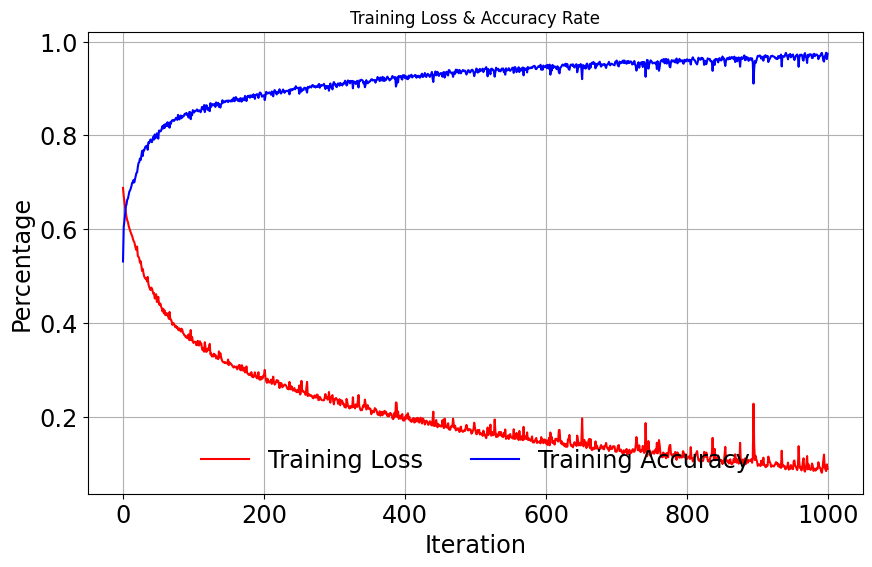 Training Loss & Accuracy Rate
1.0
0.8
0.6
0.4
0.2
Percentage
Training Loss
Training Accuracy
0 200 400 600 800 1000
Iteration